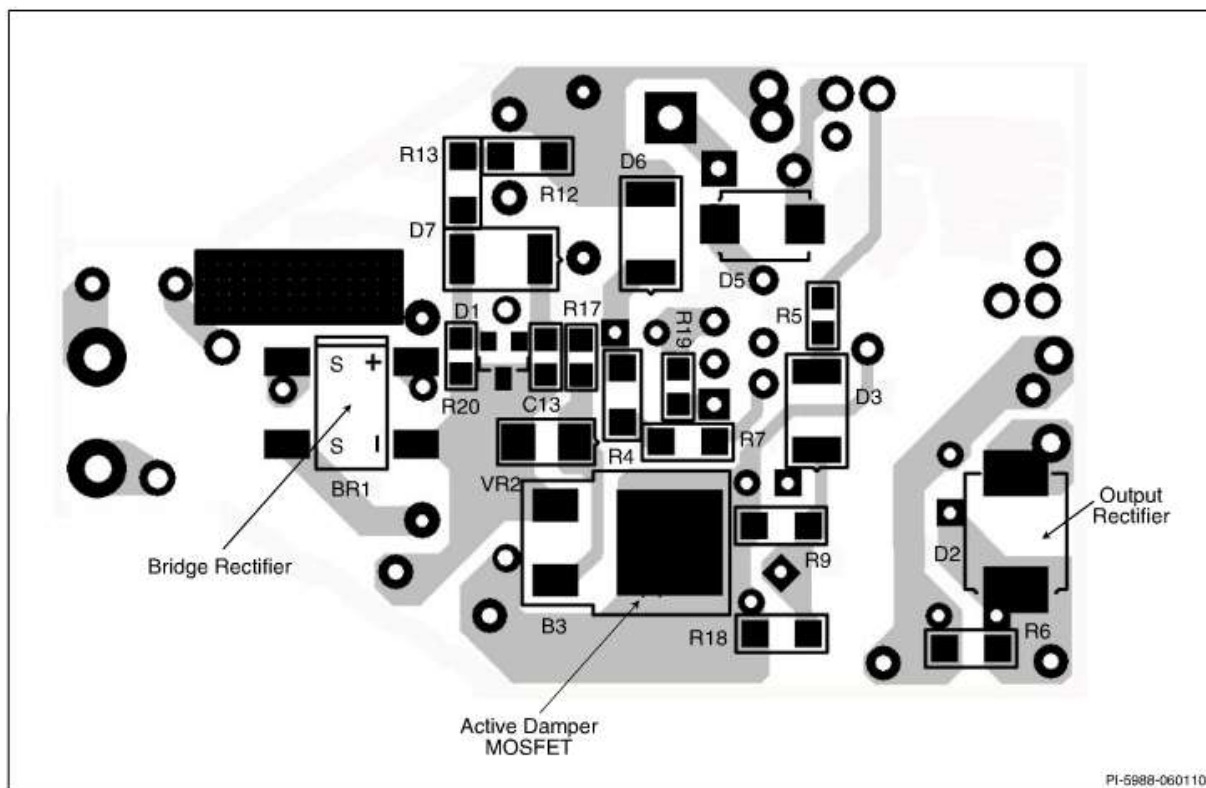 R13
R12
D6
D7
D5
D1
R17
R19
R5
S +
R20
C13
D3
S –
R4
R7
BR1
VR2
Output
Rectifier
Bridge Rectifier
R9
D2
B3
R18
R6
Active Damper
MOSFET
PI-5988-060110